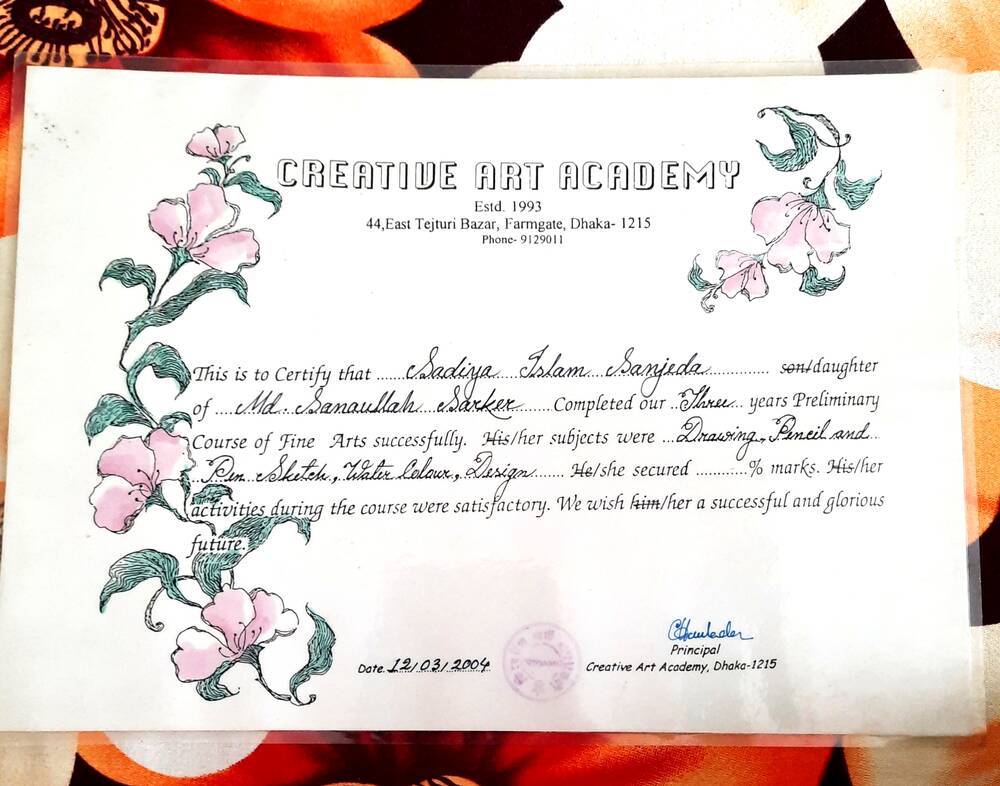 CREATIVE ART ACADEMY
Estd. 1993
44,East Tejturi Bazar, Farmgate, Dhaka- 1215
Phone- 9129011
This is to Certify that ......Sadiya Islam Sanjeda............ son/daughter
of ....Md. Sanaullah Sarker......Completed our ..Three... years Preliminary
Course of Fine Arts successfully. His/her subjects were ...Drawing, Pencil and..
..Pen Sketch, Water Colour, Design....... He/she secured ...........% marks. His/her
activities during the course were satisfactory. We wish him/her a successful and glorious
future.
Date. 12/03/2004
Principal
Creative Art Academy, Dhaka-1215